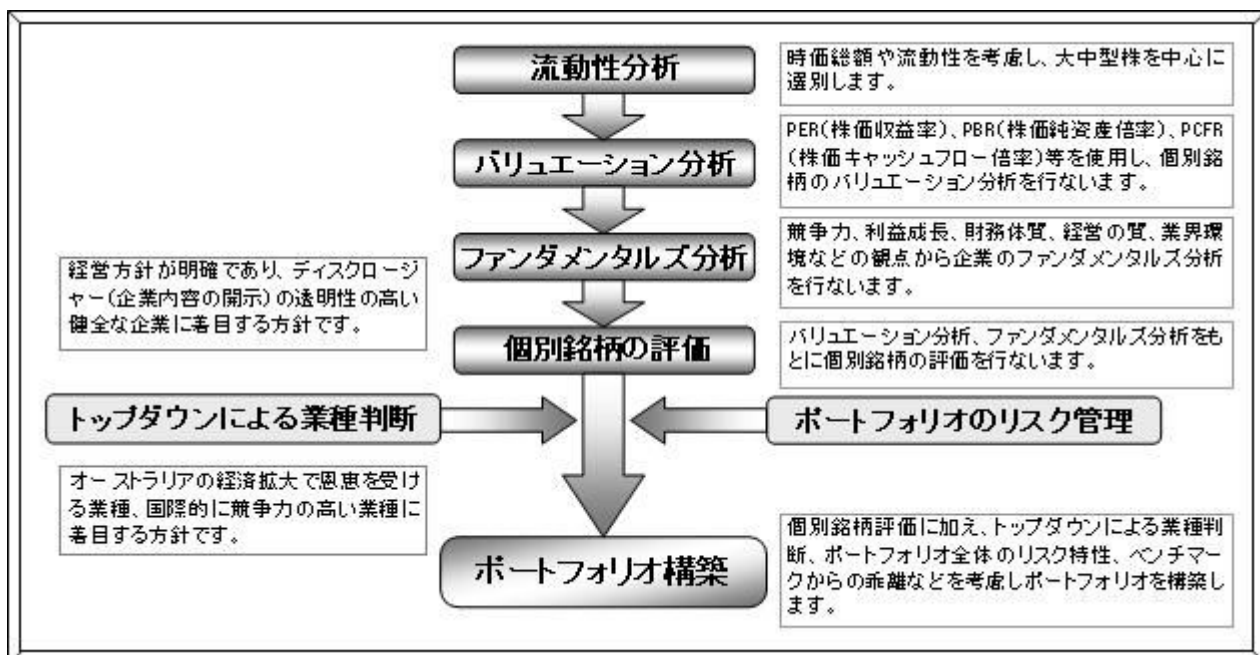 流動性分析
時価総額や流動性を考慮し、大中型株を中心に
選別します。
バリュエーション分析
PER(株価収益率)、PBR(株価純資産倍率)、PCFR
(株価キャッシュフロー倍率)等を使用し、個別銘
柄のバリュエーション分析を行ないます。
ファンダメンタルズ分析
競争力、利益成長、財務体質、経営の質、業界環
境などの観点から企業のファンダメンタルズ分析
を行ないます。
経営方針が明確であり、ディスクロージ
ャー(企業内容の開示)の透明性の高い
健全な企業に着目する方針です。
個別銘柄の評価
バリュエーション分析、ファンダメンタルズ分析をも
とに個別銘柄の評価を行ないます。
トップダウンによる業種判断
ポートフォリオのリスク管理
オーストラリアの経済拡大で恩恵を受け
る業種、国際的に競争力の高い業種に
着目する方針です。
ポートフォリオ構築
個別銘柄評価に加え、トップダウンによる業種判
断、ポートフォリオ全体のリスク特性、ベンチマー
クからの乖離などを考慮しポートフォリオを構築し
ます。